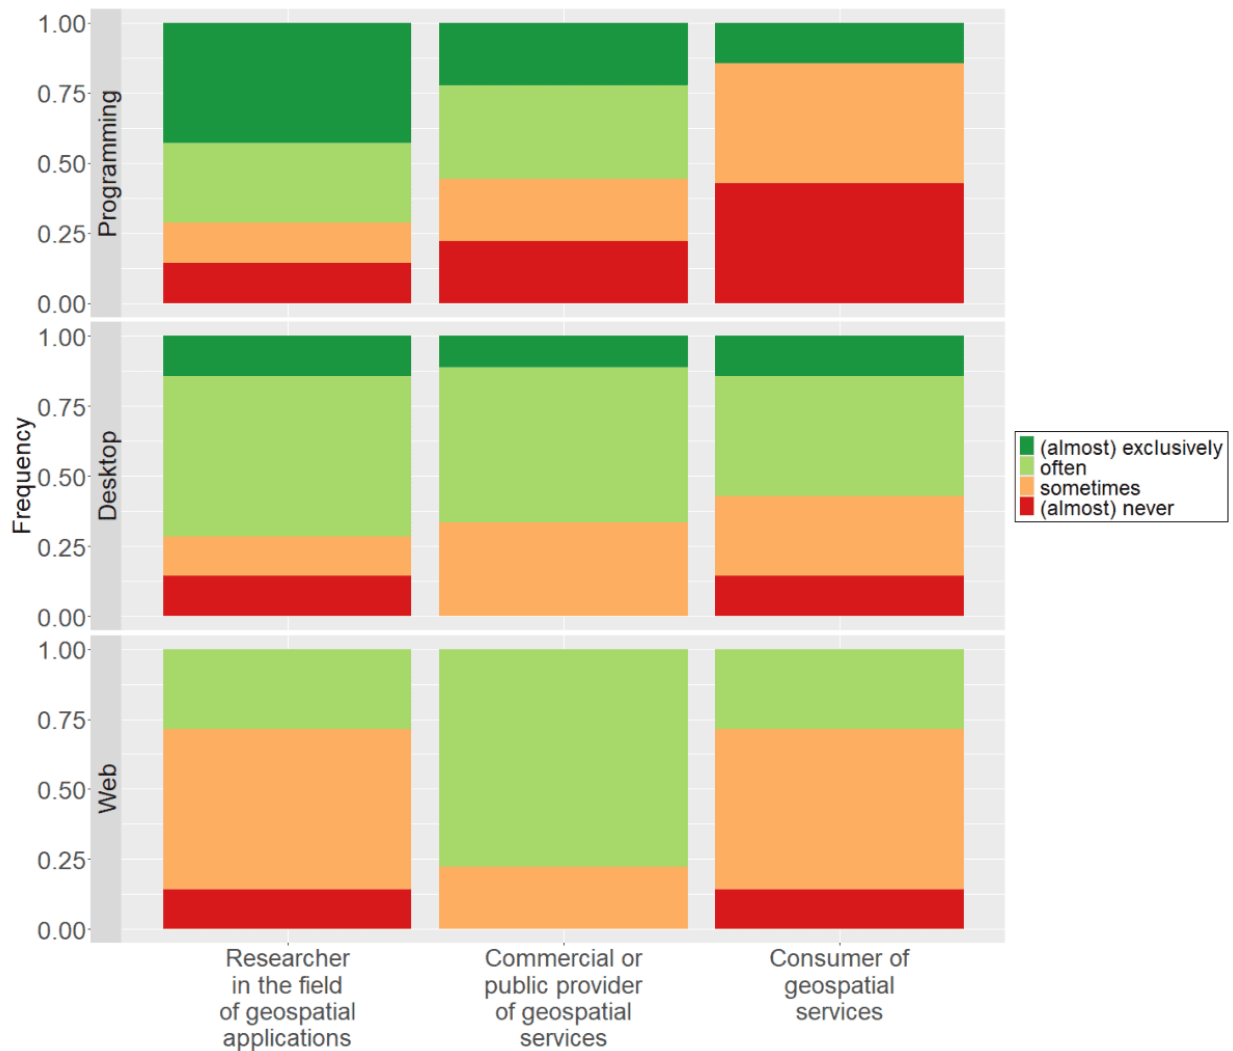 Frequency
Programming
1.00
0.75
0.50
0.25
0.00
Desktop
1.00
0.75
0.50
0.25
0.00
Web
1.00
0.75
0.50
0.25
0.00
Researcher
in the field
of geospatial
applications
Commercial or
public provider
of geospatial
services
Consumer of
geospatial
services
(almost) exclusively
often
sometimes
(almost) never